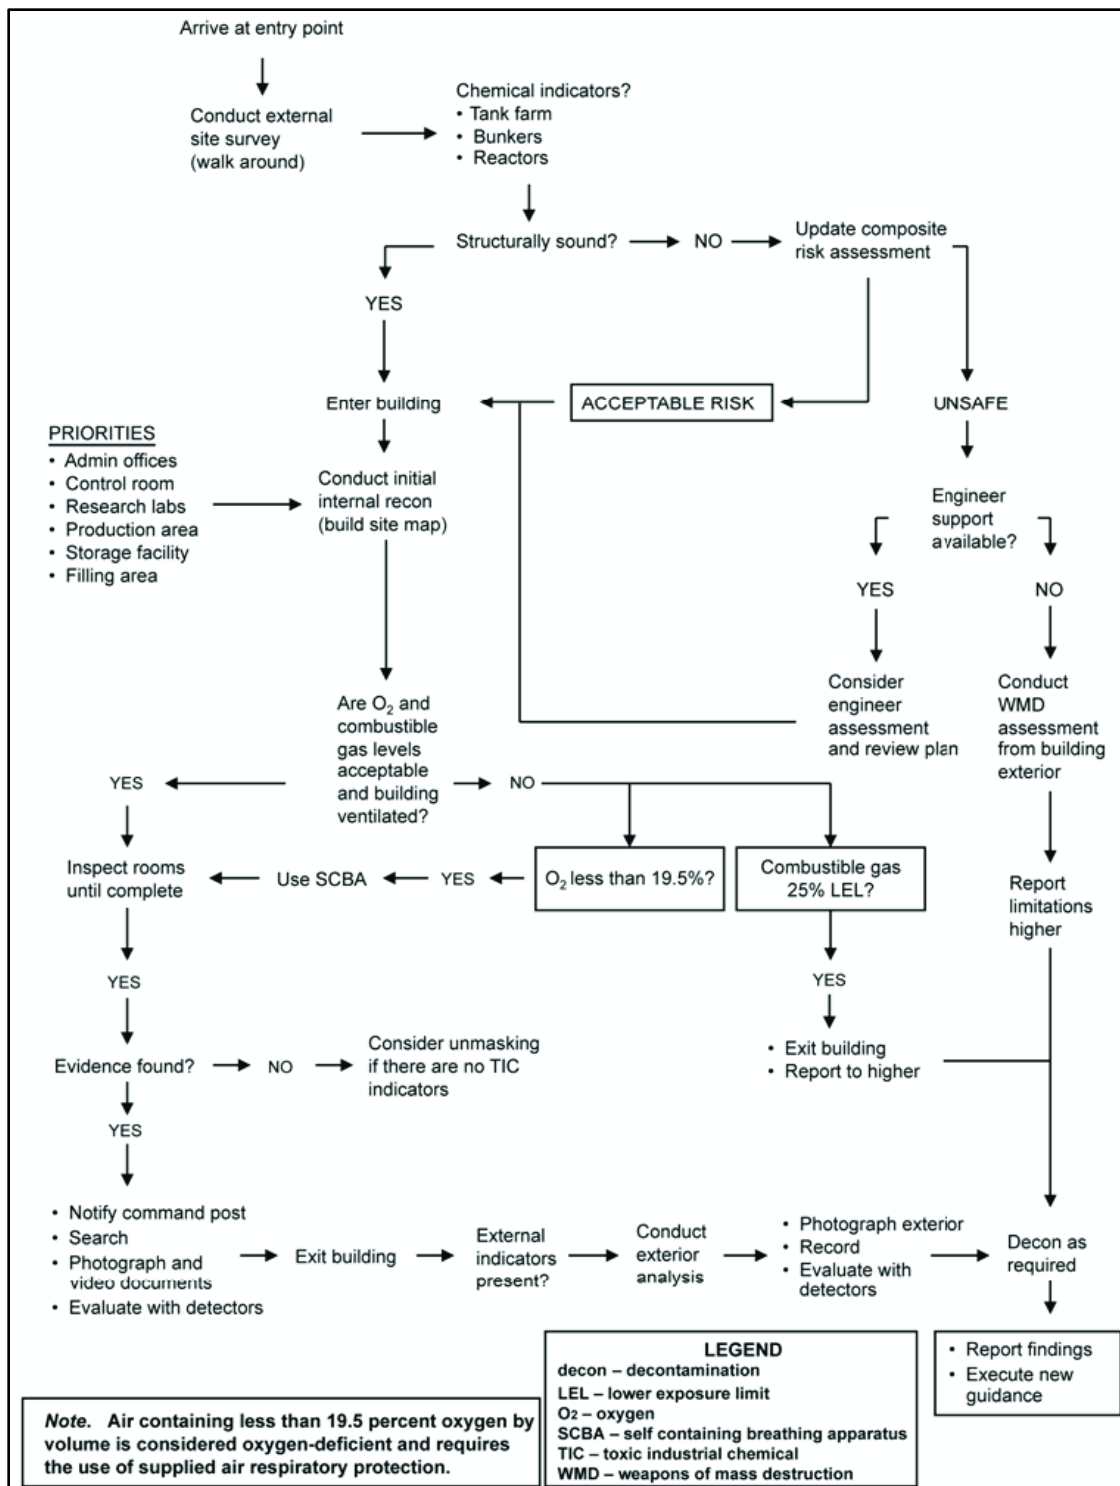 Arrive at entry point
Conduct external
site survey
(walk around)
Chemical indicators?
• Tank farm
• Bunkers
• Reactors
Structurally sound?
NO
Update composite
risk assessment
YES
Enter building
ACCEPTABLE RISK
UNSAFE
PRIORITIES
• Admin offices
• Control room
• Research labs
• Production area
• Storage facility
• Filling area
Conduct initial
internal recon
(build site map)
Engineer
support
available?
YES
NO
Consider
engineer
assessment
and review plan
Conduct
WMD
assessment
from building
exterior
Are O2 and
combustible
gas levels
acceptable
and building
ventilated?
YES
NO
Inspect rooms
until complete
Use SCBA
YES
O2 less than 19.5%?
Combustible gas
25% LEL?
Report
limitations
higher
YES
YES
Evidence found?
NO
Consider unmasking
if there are no TIC
indicators
• Exit building
• Report to higher
YES
• Notify command post
• Search
• Photograph and
video documents
• Evaluate with detectors
Exit building
External
indicators
present?
Conduct
exterior
analysis
• Photograph exterior
• Record
• Evaluate with
detectors
Decon as
required
• Report findings
• Execute new
guidance
LEGEND
decon – decontamination
LEL – lower exposure limit
O2 – oxygen
SCBA – self containing breathing apparatus
TIC – toxic industrial chemical
WMD – weapons of mass destruction
Note. Air containing less than 19.5 percent oxygen by
volume is considered oxygen-deficient and requires
the use of supplied air respiratory protection.